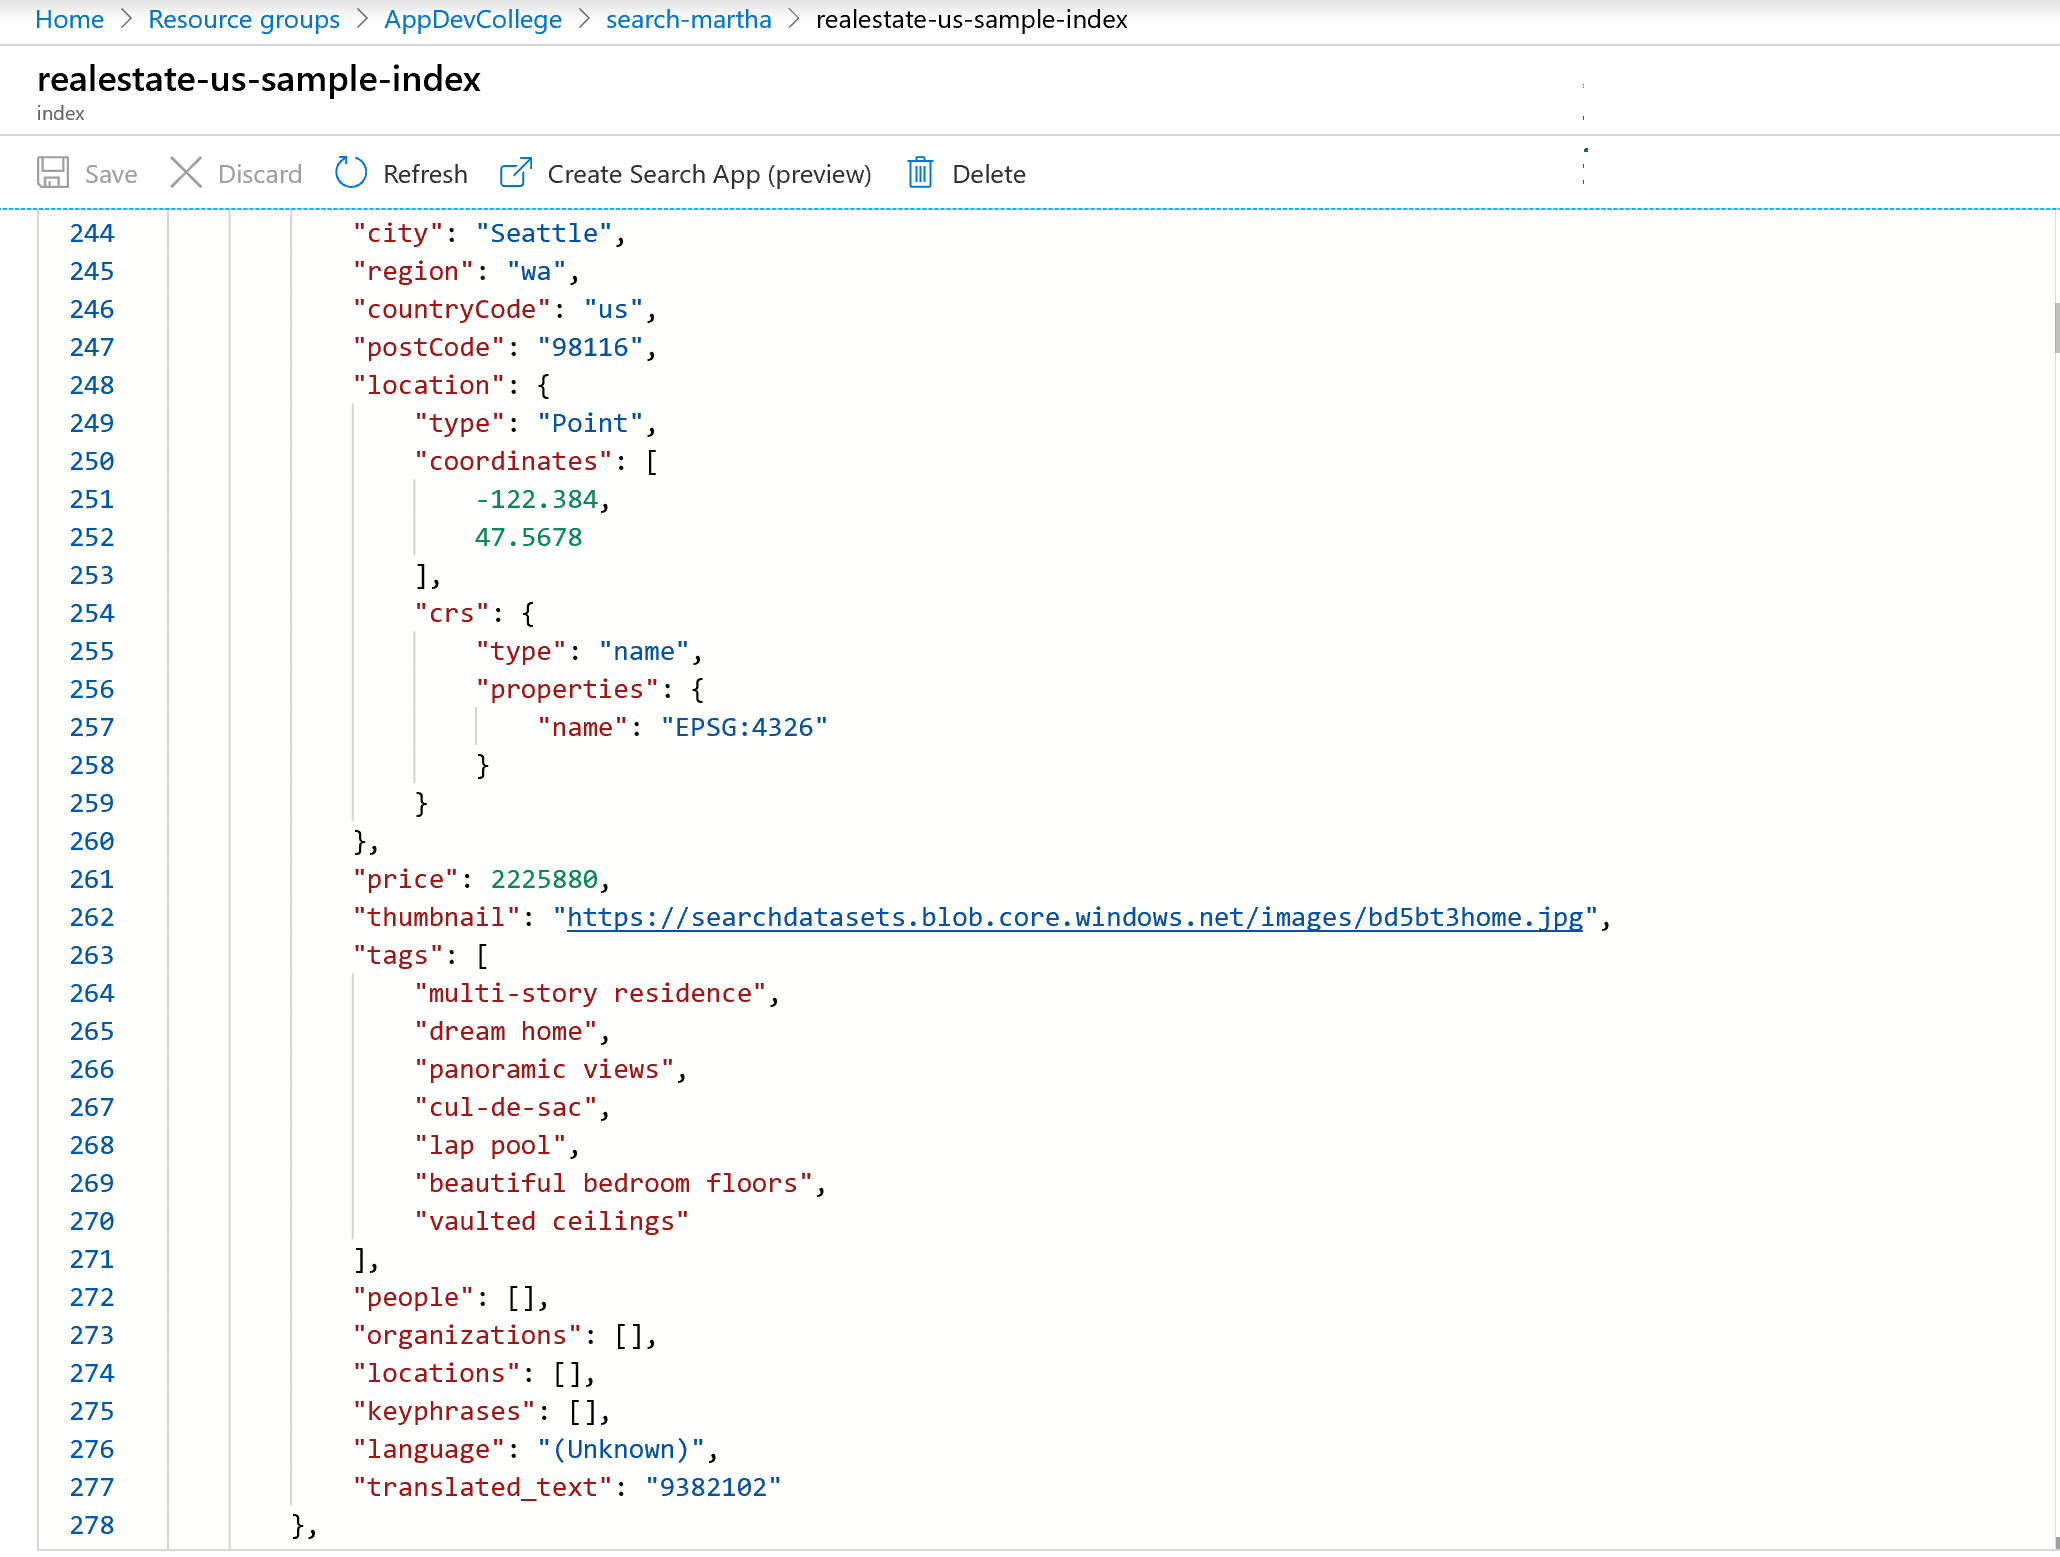 Home > Resource groups > AppDevCollege > search-martha > realestate-us-sample-index
realestate-us-sample-index
index
Save Discard Refresh Create Search App (preview) Delete
244 "city": "Seattle",
245 "region": "wa",
246 "countryCode": "us",
247 "postCode": "98116",
248 "location": {
249 "type": "Point",
250 "coordinates": [
251 -122.384,
252 47.5678
253 ],
254 "crs": {
255 "type": "name",
256 "properties": {
257 "name": "EPSG:4326"
258 }
259 }
260 },
261 "price": 2225880,
262 "thumbnail": "https://searchdatasets.blob.core.windows.net/images/bd5bt3home.jpg",
263 "tags": [
264 "multi-story residence",
265 "dream home",
266 "panoramic views",
267 "cul-de-sac",
268 "lap pool",
269 "beautiful bedroom floors",
270 "vaulted ceilings"
271 ],
272 "people": [],
273 "organizations": [],
274 "locations": [],
275 "keyphrases": [],
276 "language": "(Unknown)",
277 "translated_text": "9382102"
278 },